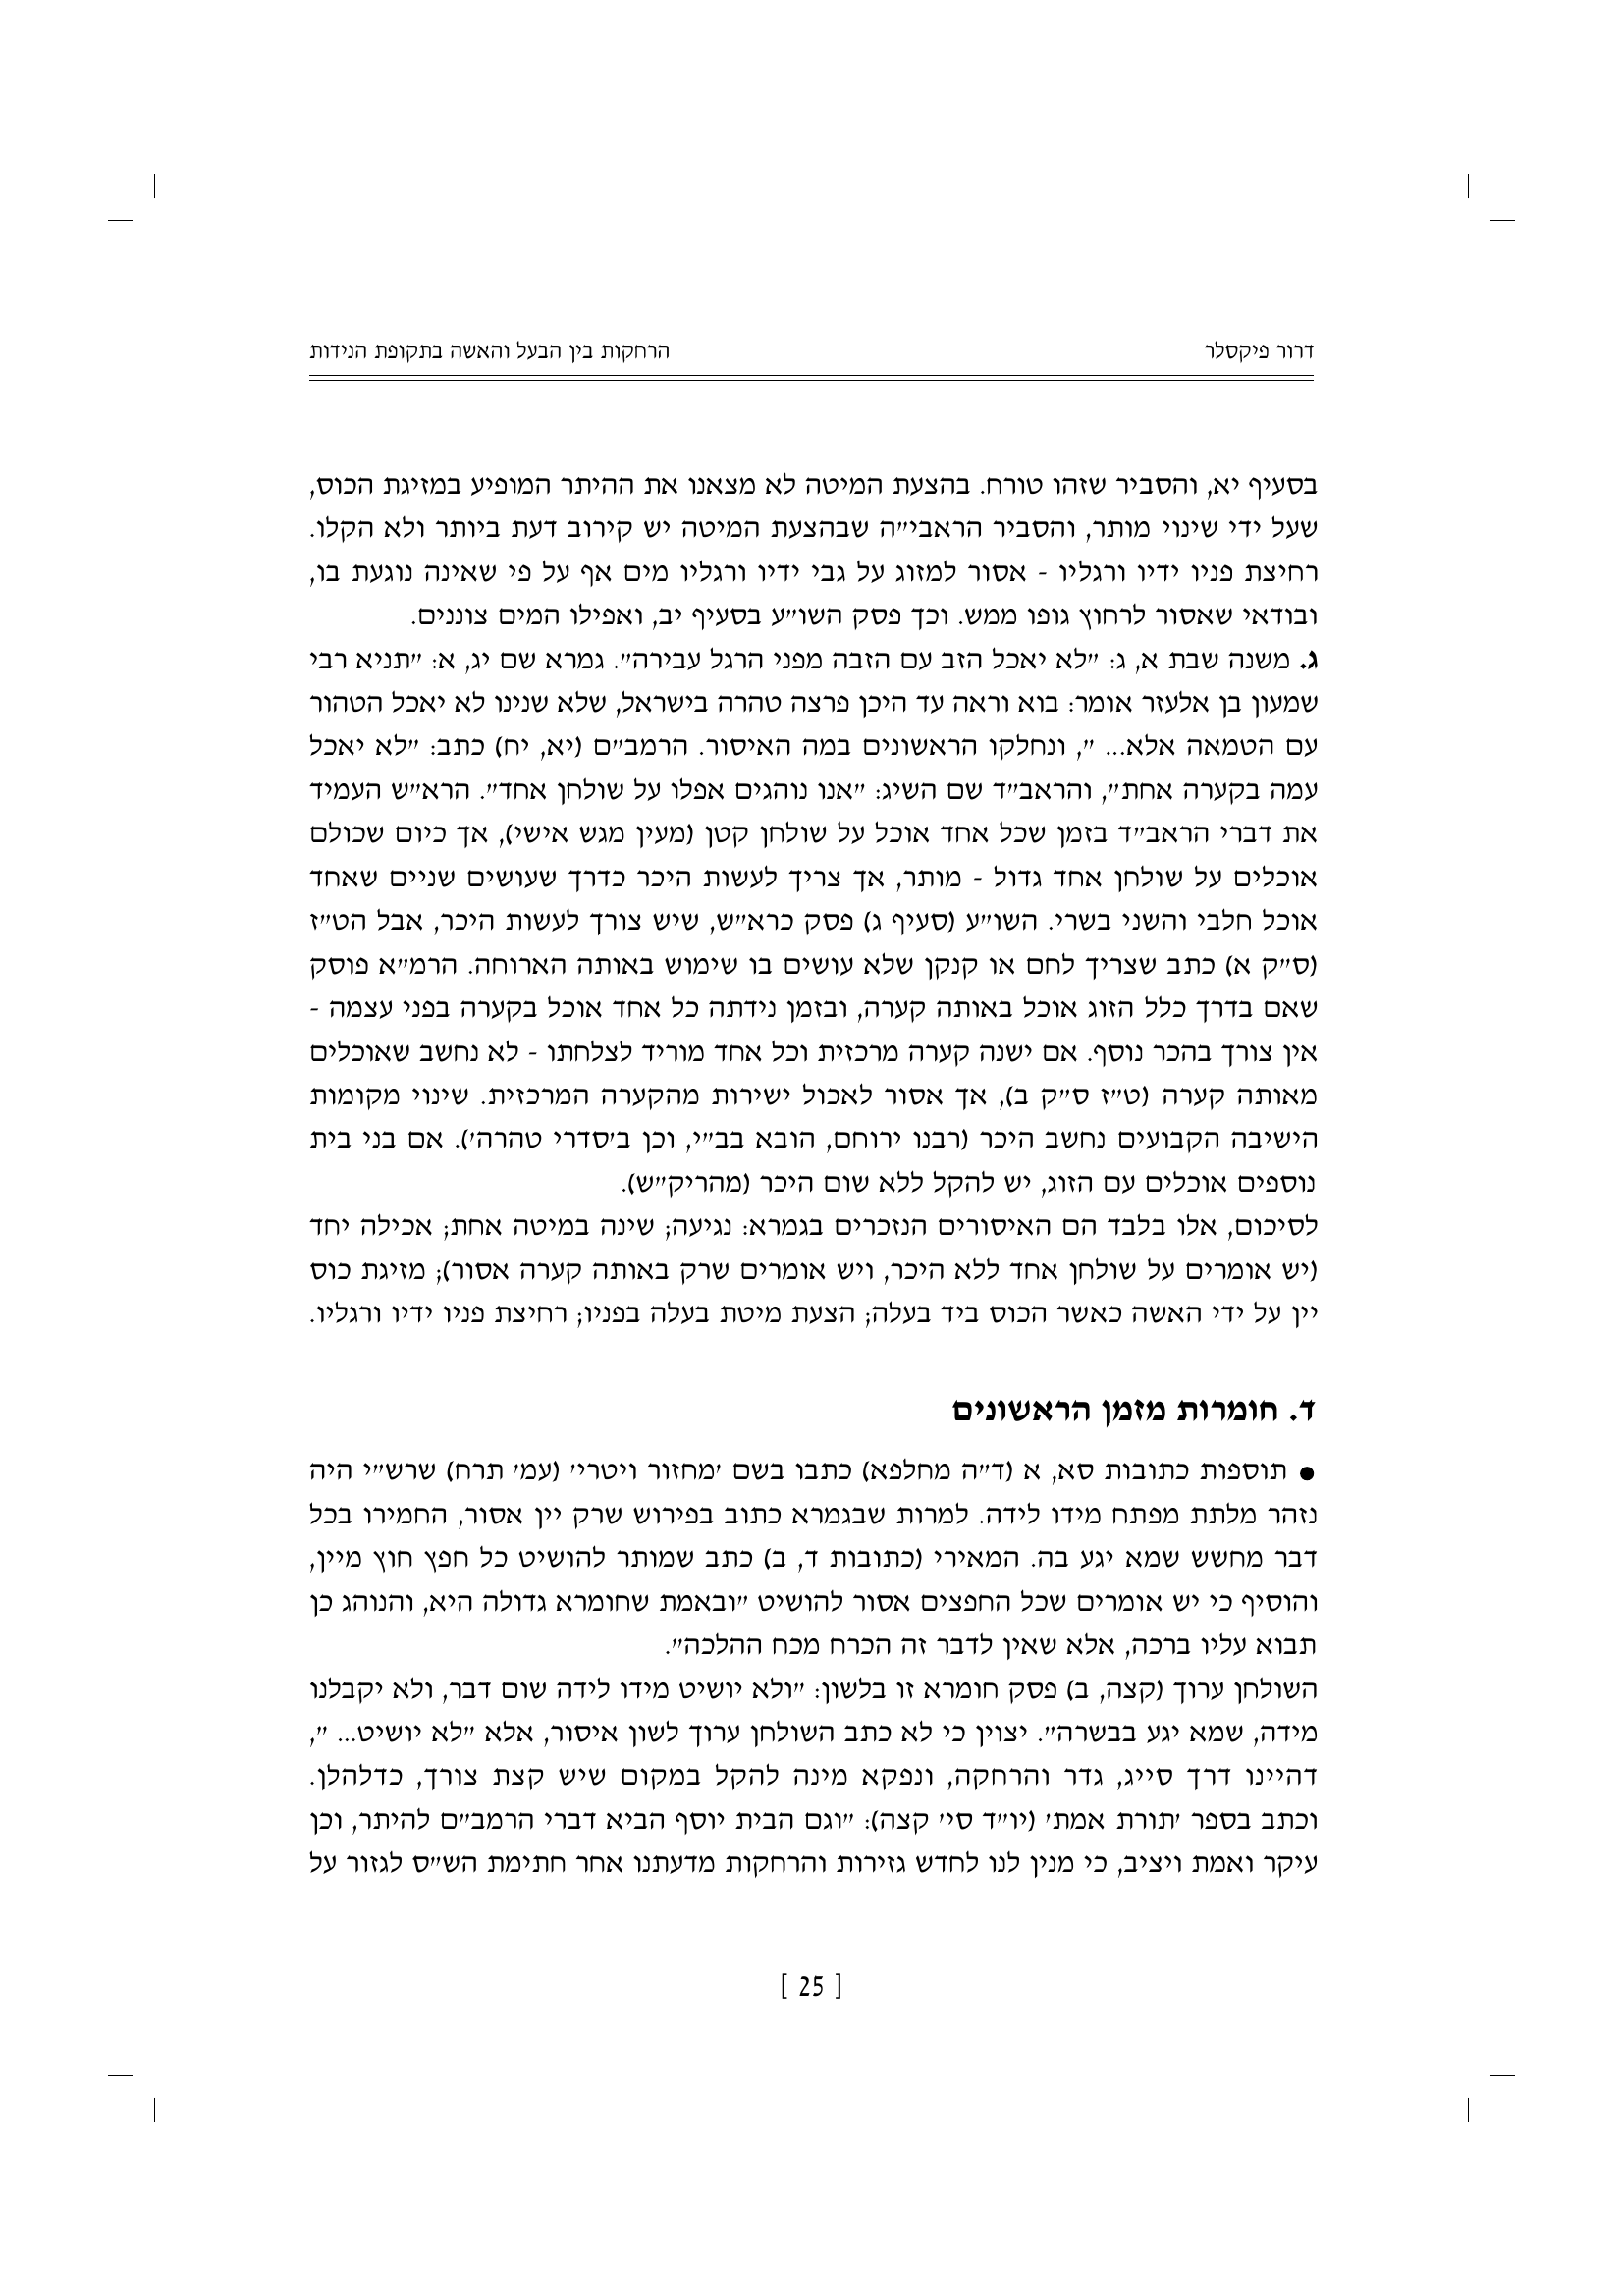 דרור פיקסלר
הרחקות בין הבעל והאשה בתקופת הנידות
בסעיף יא, והסביר שזהו טורח. בהצעת המיטה לא מצאנו את ההיתר המופיע במזיגת הכוס,
שעל ידי שינוי מותר, והסביר הראבי״ה שבהצעת המיטה יש קירוב דעת ביותר ולא הקלו.
רחיצת פניו ידיו ורגליו - אסור למזוג על גבי ידיו ורגליו מים אף על פי שאינה נוגעת בו,
ובודאי שאסור לרחוץ גופו ממש. וכך פסק השו״ע בסעיף יב, ואפילו המים צוננים.
ג. משנה שבת א, ג: ״לא יאכל הזב עם הזבה מפני הרגל עבירה״. גמרא שם יג, א: ״תניא רבי
שמעון בן אלעזר אומר: בוא וראה עד היכן פרצה טהרה בישראל, שלא שנינו לא יאכל הטהור
עם הטמאה אלא... ״, ונחלקו הראשונים במה האיסור. הרמב״ם (יא, יח) כתב: ״לא יאכל
עמה בקערה אחת״, והראב״ד שם השיג: ״אנו נוהגים אפלו על שולחן אחד״. הרא״ש העמיד
את דברי הראב״ד בזמן שכל אחד אוכל על שולחן קטן (מעין מגש אישי), אך כיום שכולם
אוכלים על שולחן אחד גדול - מותר, אך צריך לעשות היכר כדרך שעושים שניים שאחד
אוכל חלבי והשני בשרי. השו״ע (סעיף ג) פסק כרא״ש, שיש צורך לעשות היכר, אבל הט״ז
(ס״ק א) כתב שצריך לחם או קנקן שלא עושים בו שימוש באותה הארוחה. הרמ״א פוסק
שאם בדרך כלל הזוג אוכל באותה קערה, ובזמן נידתה כל אחד אוכל בקערה בפני עצמה -
אין צורך בהכר נוסף. אם ישנה קערה מרכזית וכל אחד מוריד לצלחתו - לא נחשב שאוכלים
מאותה קערה (ט״ז ס״ק ב), אך אסור לאכול ישירות מהקערה המרכזית. שינוי מקומות
הישיבה הקבועים נחשב היכר (רבנו ירוחם, הובא בב״י, וכן ב׳סדרי טהרה׳). אם בני בית
נוספים אוכלים עם הזוג, יש להקל ללא שום היכר (מהריק״ש).
לסיכום, אלו בלבד הם האיסורים הנזכרים בגמרא: נגיעה; שינה במיטה אחת; אכילה יחד
(יש אומרים על שולחן אחד ללא היכר, ויש אומרים שרק באותה קערה אסור); מזיגת כוס
יין על ידי האשה כאשר הכוס ביד בעלה; הצעת מיטת בעלה בפניו; רחיצת פניו ידיו ורגליו.
ד. חומרות מזמן הראשונים
● תוספות כתובות סא, א (ד״ה מחלפא) כתבו בשם ׳מחזור ויטרי׳ (עמ׳ תרח) שרש״י היה
נזהר מלתת מפתח מידו לידה. למרות שבגמרא כתוב בפירוש שרק יין אסור, החמירו בכל
דבר מחשש שמא יגע בה. המאירי (כתובות ד, ב) כתב שמותר להושיט כל חפץ חוץ מיין,
והוסיף כי יש אומרים שכל החפצים אסור להושיט ״ובאמת שחומרא גדולה היא, והנוהג כן
תבוא עליו ברכה, אלא שאין לדבר זה הכרח מכח ההלכה״.
השולחן ערוך (קצה, ב) פסק חומרא זו בלשון: ״ולא יושיט מידו לידה שום דבר, ולא יקבלנו
מידה, שמא יגע בבשרה״. יצוין כי לא כתב השולחן ערוך לשון איסור, אלא ״לא יושיט... ״,
דהיינו דרך סייג, גדר והרחקה, ונפקא מינה להקל במקום שיש קצת צורך, כדלהלן.
וכתב בספר ׳תורת אמת׳ (יו״ד סי׳ קצה): ״וגם הבית יוסף הביא דברי הרמב״ם להיתר, וכן
עיקר ואמת ויציב, כי מנין לנו לחדש גזירות והרחקות מדעתנו אחר חתימת הש״ס לגזור על
[ 25 ]